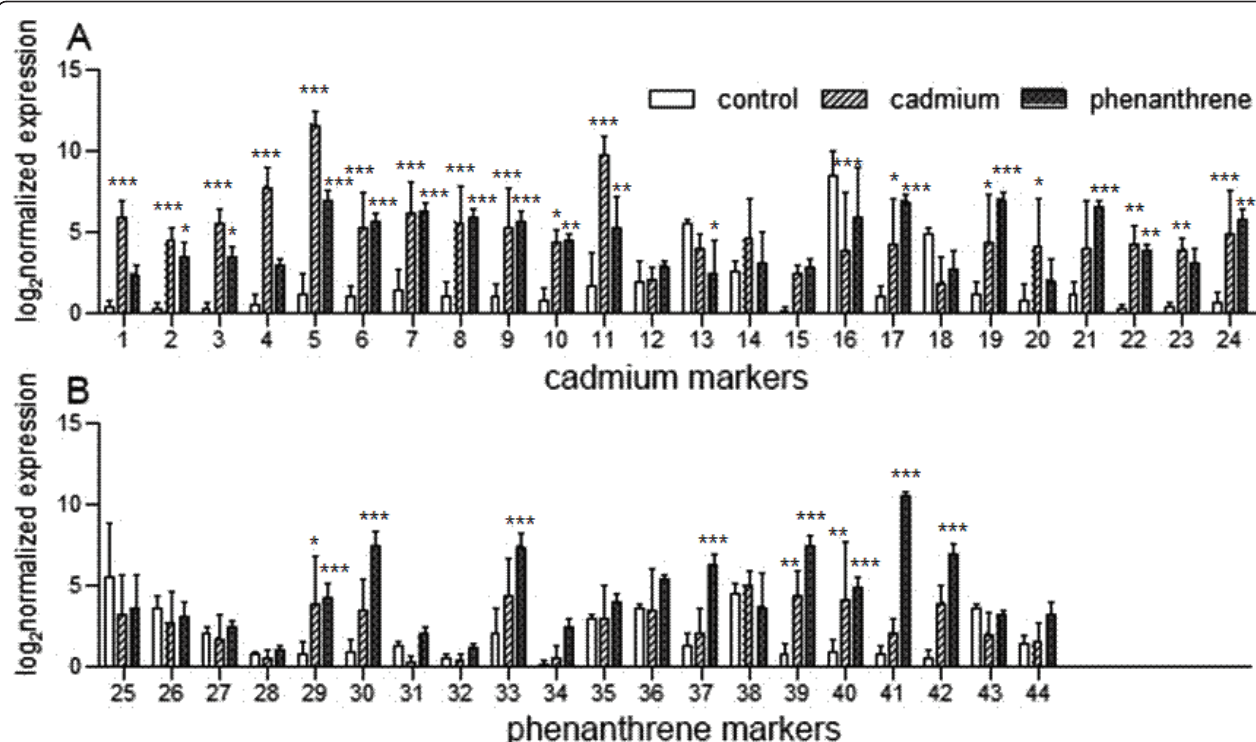 A
log2normalized expression
15
10
5
0
control cadmium phenanthrene
*** *** * *** * *** *** *** *** *** *** *** *** *** *** *** * ** *** ** * *** * *** * *** * *** ** ** ** *** **
1 2 3 4 5 6 7 8 9 10 11 12 13 14 15 16 17 18 19 20 21 22 23 24
cadmium markers
B
log2normalized expression
15
10
5
0
* *** *** *** *** ** *** ** *** *** ***
25 26 27 28 29 30 31 32 33 34 35 36 37 38 39 40 41 42 43 44
phenanthrene markers